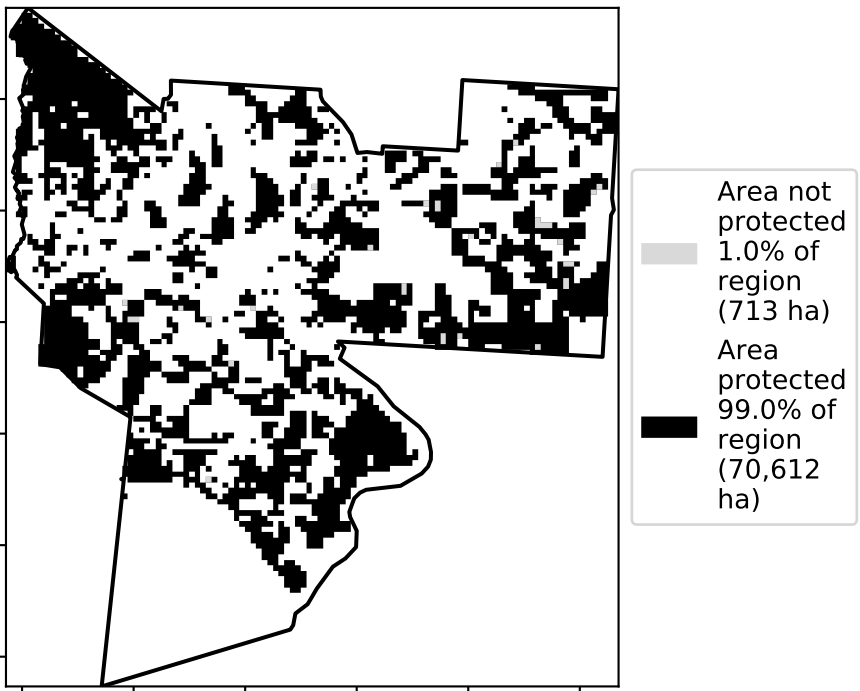 Area not
protected
1.0% of
region
(713 ha)
Area
protected
99.0% of
region
(70,612
ha)